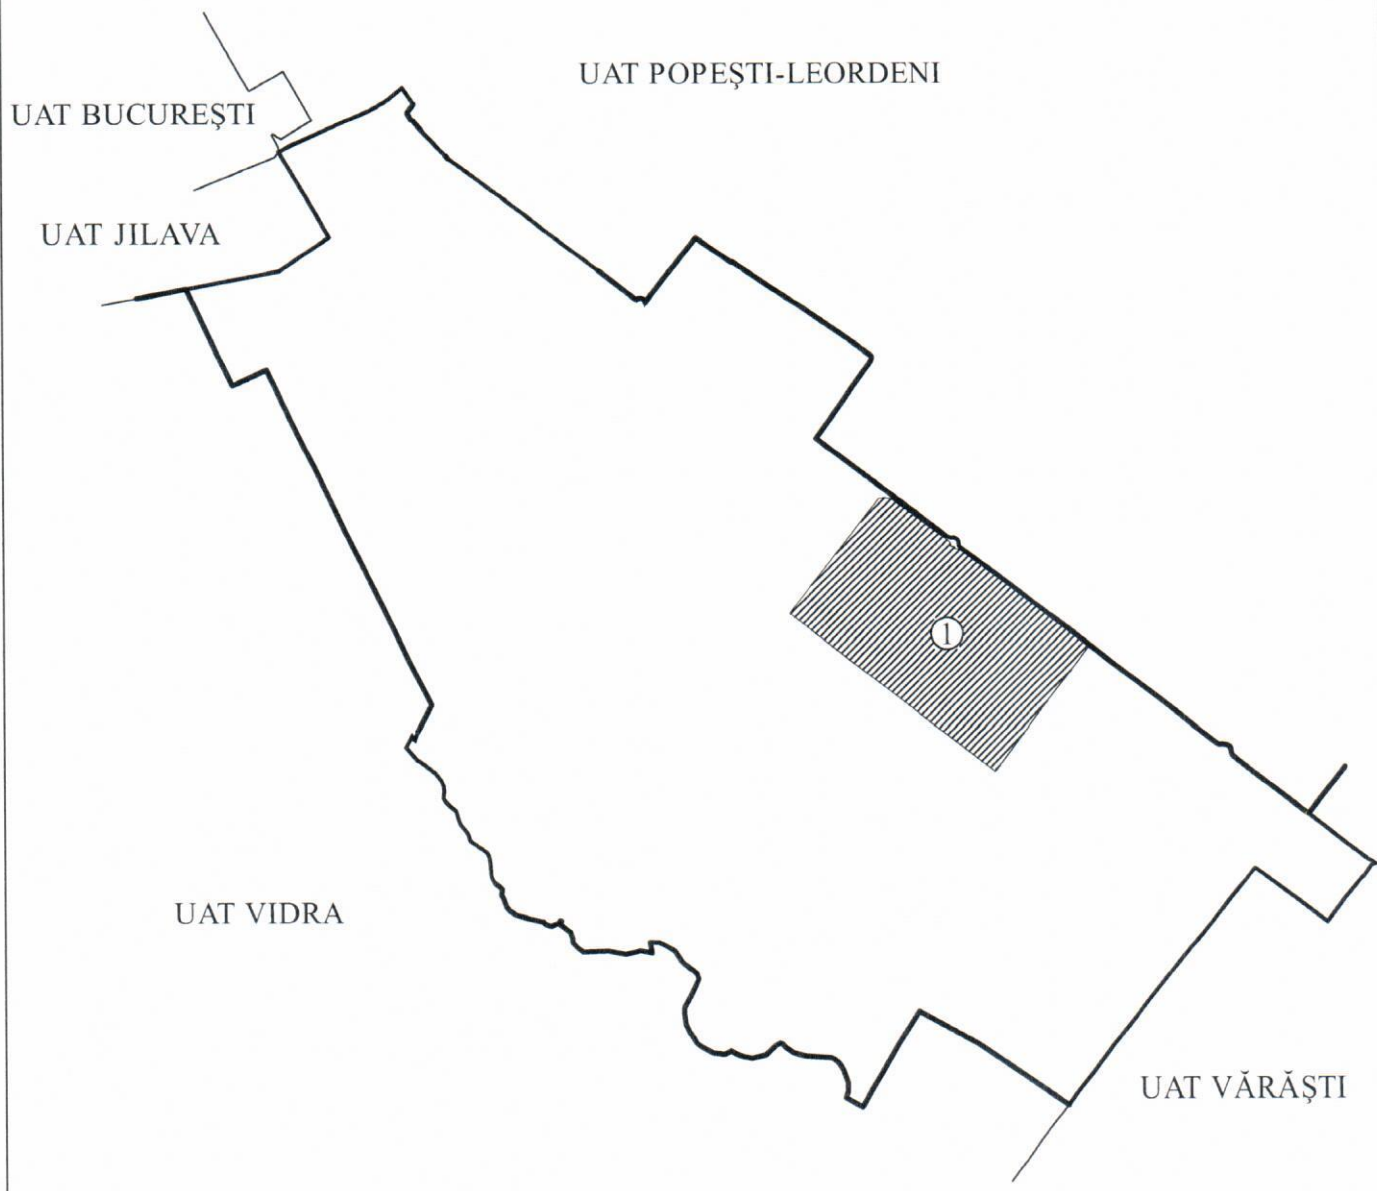 UAT POPEŞTI-LEORDENI
UAT BUCUREŞTI
UAT JILAVA
1
UAT VIDRA
UAT VĂRĂŞTI